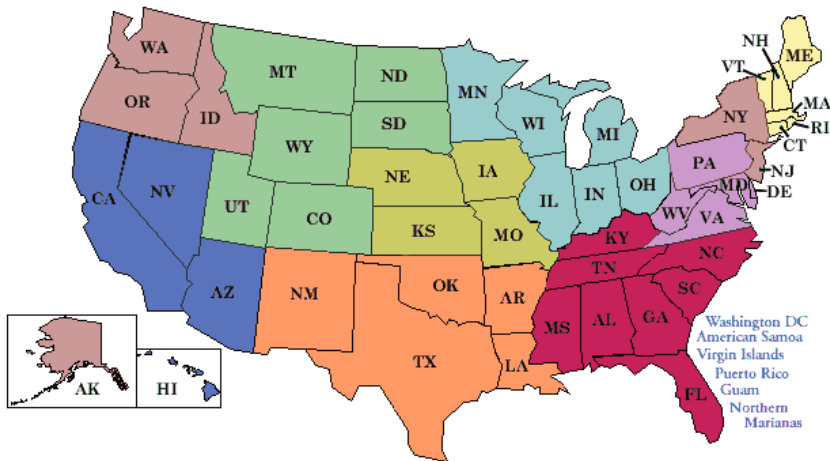 WA
MT
ND
MN
VT
NH
ME
OR
ID
SD
WI
MI
NY
MA
RI
CT
WY
NE
IA
PA
NJ
CA
NV
UT
CO
KS
MO
IL
IN
OH
MD
DE
WV
VA
KY
AZ
NM
OK
AR
TN
NC
SC
MS
AL
GA
TX
LA
FL
AK
HI
Washington DC
American Samoa
Virgin Islands
Puerto Rico
Guam
Northern
Marianas